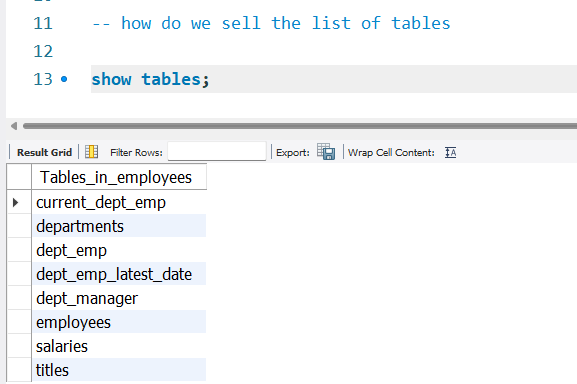 11 -- how do we sell the list of tables
12
13 show tables;
Result Grid Filter Rows: Export: Wrap Cell Content:
Tables_in_employees
current_dept_emp
departments
dept_emp
dept_emp_latest_date
dept_manager
employees
salaries
titles